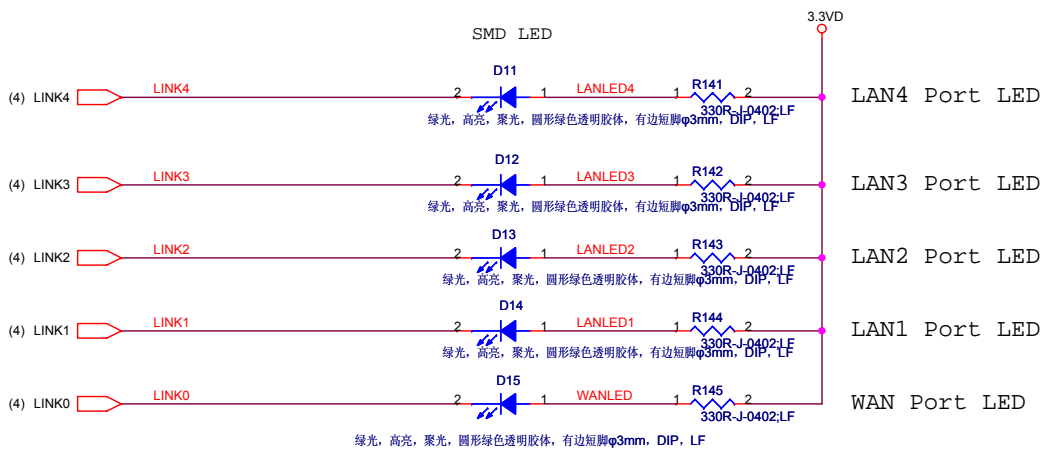 3.3VD
SMD LED
D11
(4) LINK4 LINK4 2 1 LANLED4 1 R141 2 LAN4 Port LED
330R-J-0402;LF
绿光，高亮，聚光，圆形绿色透明胶体，有边短脚φ3mm，DIP，LF
D12
(4) LINK3 LINK3 2 1 LANLED3 1 R142 2 LAN3 Port LED
330R-J-0402;LF
绿光，高亮，聚光，圆形绿色透明胶体，有边短脚φ3mm，DIP，LF
D13
(4) LINK2 LINK2 2 1 LANLED2 1 R143 2 LAN2 Port LED
330R-J-0402;LF
绿光，高亮，聚光，圆形绿色透明胶体，有边短脚φ3mm，DIP，LF
D14
(4) LINK1 LINK1 2 1 LANLED1 1 R144 2 LAN1 Port LED
330R-J-0402;LF
绿光，高亮，聚光，圆形绿色透明胶体，有边短脚φ3mm，DIP，LF
D15
(4) LINK0 LINK0 2 1 WANLED 1 R145 2 WAN Port LED
330R-J-0402;LF
绿光，高亮，聚光，圆形绿色透明胶体，有边短脚φ3mm，DIP，LF